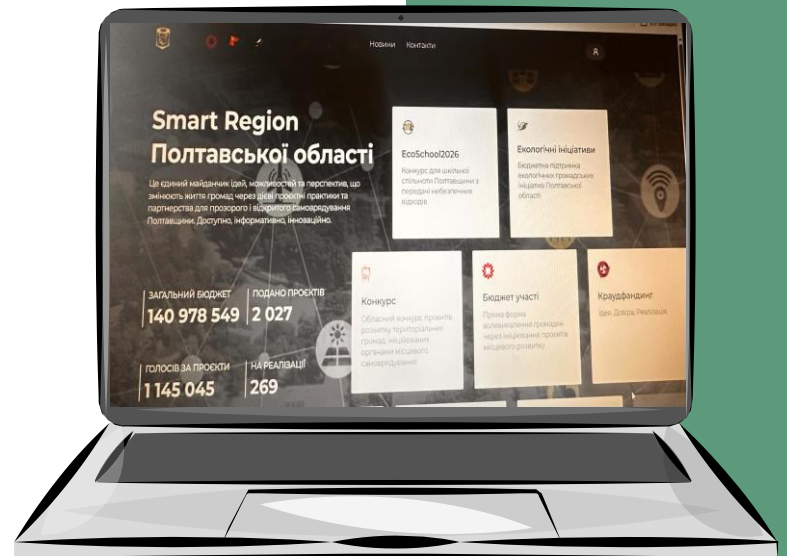 Новини Контакти
Smart Region
Полтавської області
Це єдиний майданчик ідей, можливостей та перспектив, що
змінюють життя громад через дієві проєктні практики та
партнерства для прозорого і відкритого самоврядування
Полтавщини. Доступно, інформативно, інноваційно.
ЗАГАЛЬНИЙ БЮДЖЕТ
140 978 549
ПОДАНО ПРОЄКТІВ
2 027
ГОЛОСІВ ЗА ПРОЄКТИ
1 145 045
НА РЕАЛІЗАЦІЇ
269
EcoSchool2026
Конкурс для шкільної
спільноти Полтавщини з
передачі небезпечних
відходів
Екологічні ініціативи
Бюджетна підтримка
екологічних громадських
ініціатив Полтавської
області
Конкурс
Обласний конкурс проєктів
розвитку територіальних
громад, ініційованих
органами місцевого
самоврядування
Бюджет участі
Пряма форма
волевиявлення громадян
через ініціювання проєктів
місцевого розвитку
Краудфандинг
Ідея. Довіра. Реалізація.